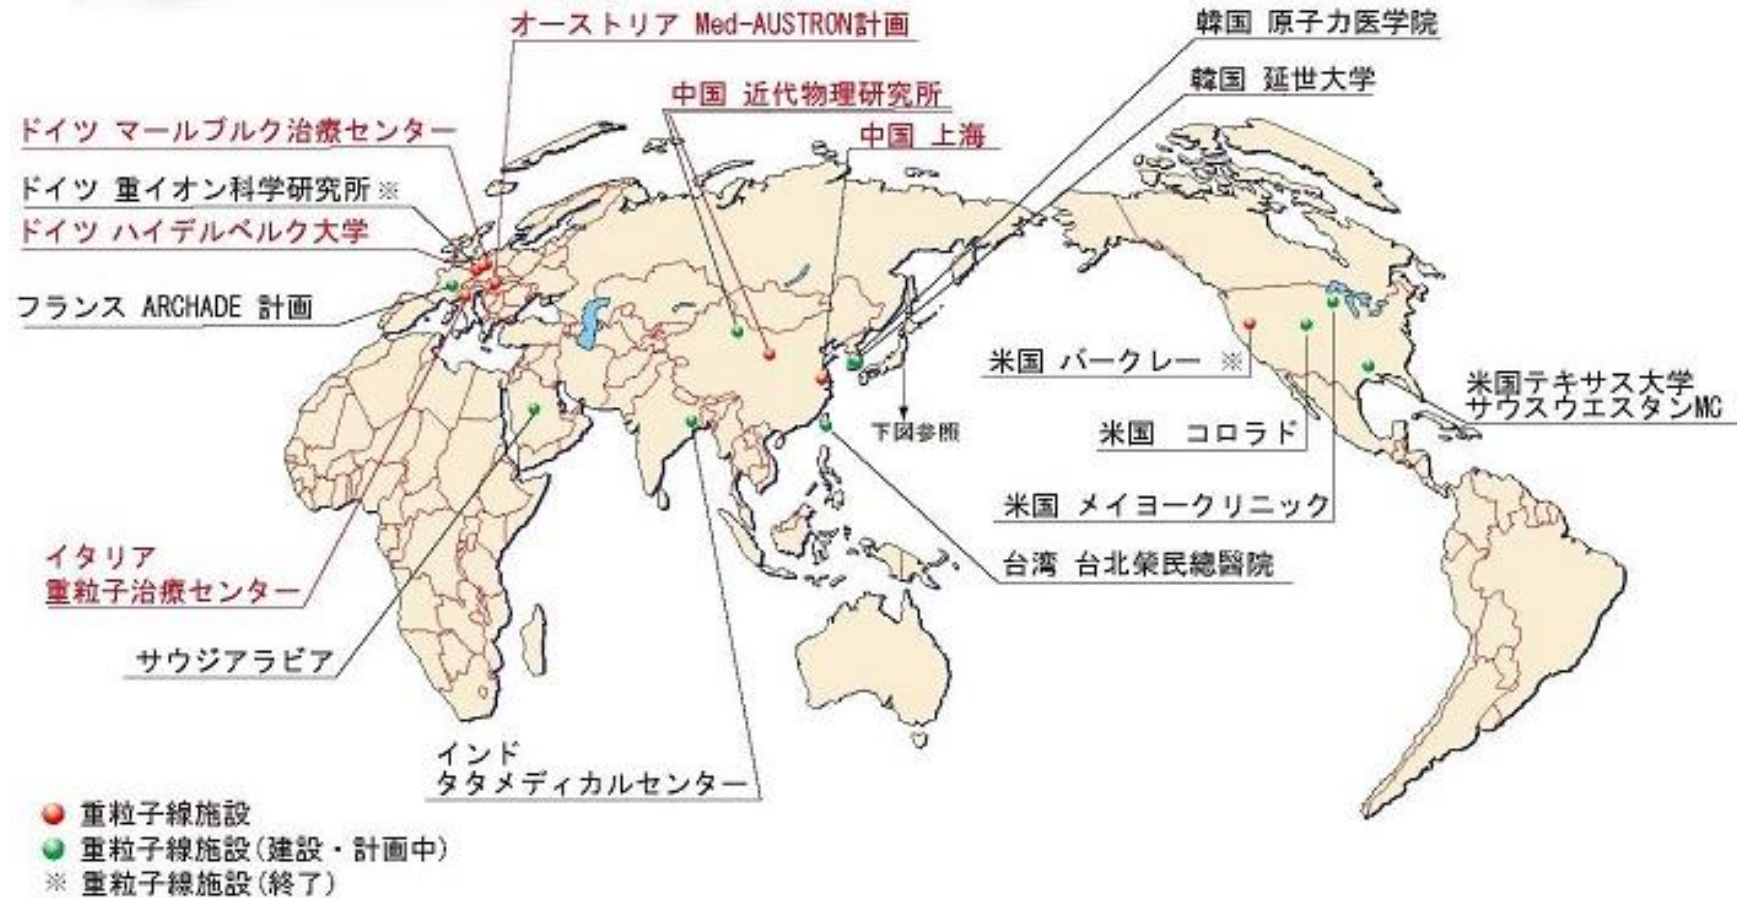 オーストリア Med-AUSTRON計画
韓国 原子力医学院
韓国 延世大学
中国 近代物理研究所
中国 上海
ドイツ マールブルク治療センター
ドイツ 重イオン科学研究所※
ドイツ ハイデルベルク大学
フランス ARCHADE 計画
米国 バークレー ※
米国テキサス大学
サウスウエスタンMC
下図参照
米国 コロラド
米国 メイヨークリニック
台湾 台北榮民總醫院
イタリア
重粒子治療センター
サウジアラビア
インド
タタメディカルセンター
重粒子線施設
重粒子線施設(建設・計画中)
※ 重粒子線施設(終了)